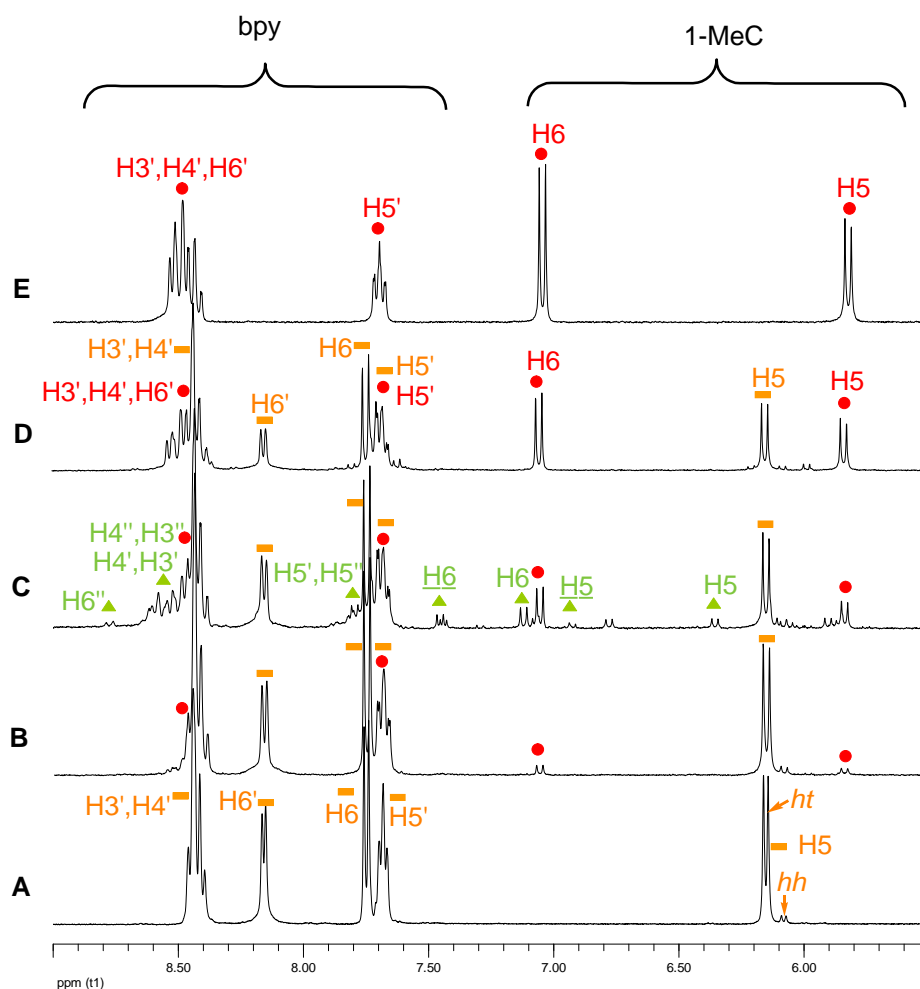 bpy
1-MeC
H3',H4',H6'
H5'
H6
H5
E
H3',H4'
H6
H5'
H6
H5
H5
H3',H4',H6'
H6'
H5'
D
H4'',H3''
H4',H3'
H6''
H5',H5''
H6
H6
H5
H5
C
B
H3',H4'
H6'
H6
H5'
ht
H5
hh
A
8.50
8.00
7.50
7.00
6.50
6.00
ppm (t1)